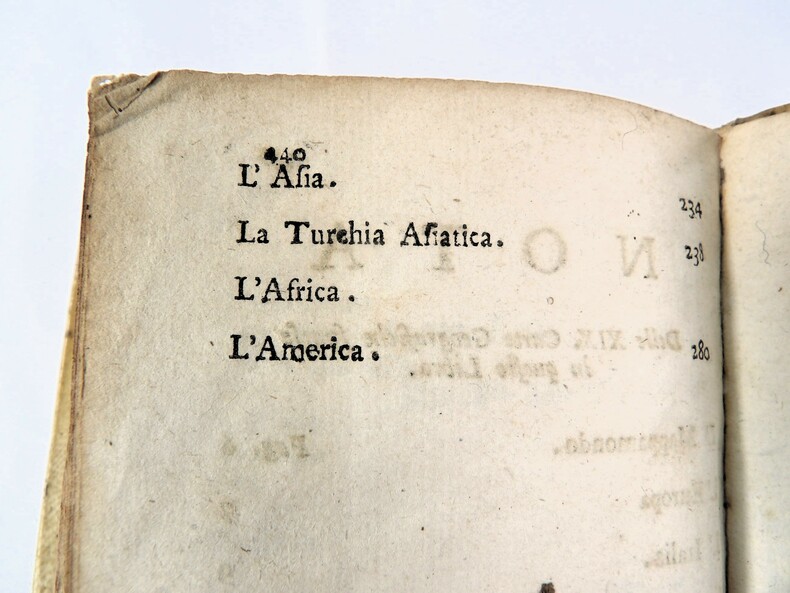 440
L' Aſia. 234
La Turchia Aſiatica. 238
L'Africa.
L'America. 280